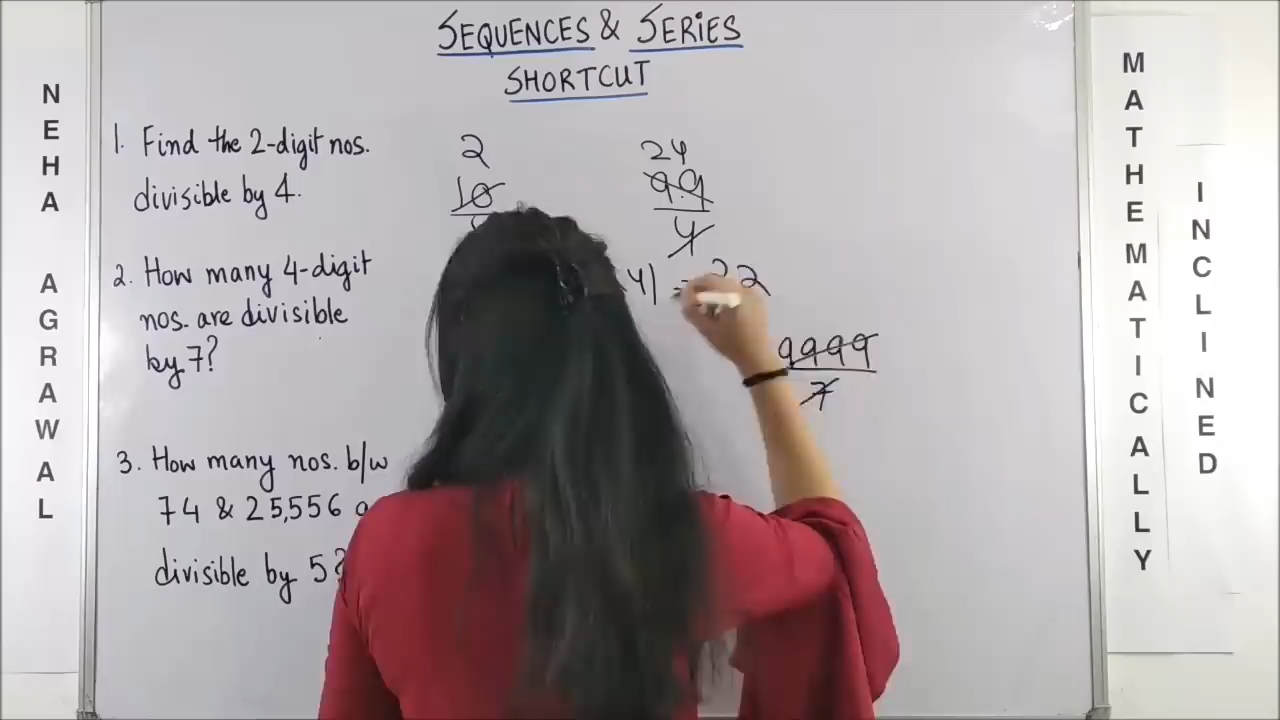 SEQUENCES & SERIES
SHORTCUT
NEHA AGRAWAL
1. Find the 2-digit nos.
divisible by 4.
2. How many 4-digit
nos. are divisible
by 7?
3. How many nos. b/w
74 & 25,556
divisible by 5?
2
10
24
99
4
4) = 22
9999
7
MATHEMATICALLY
INCLINED